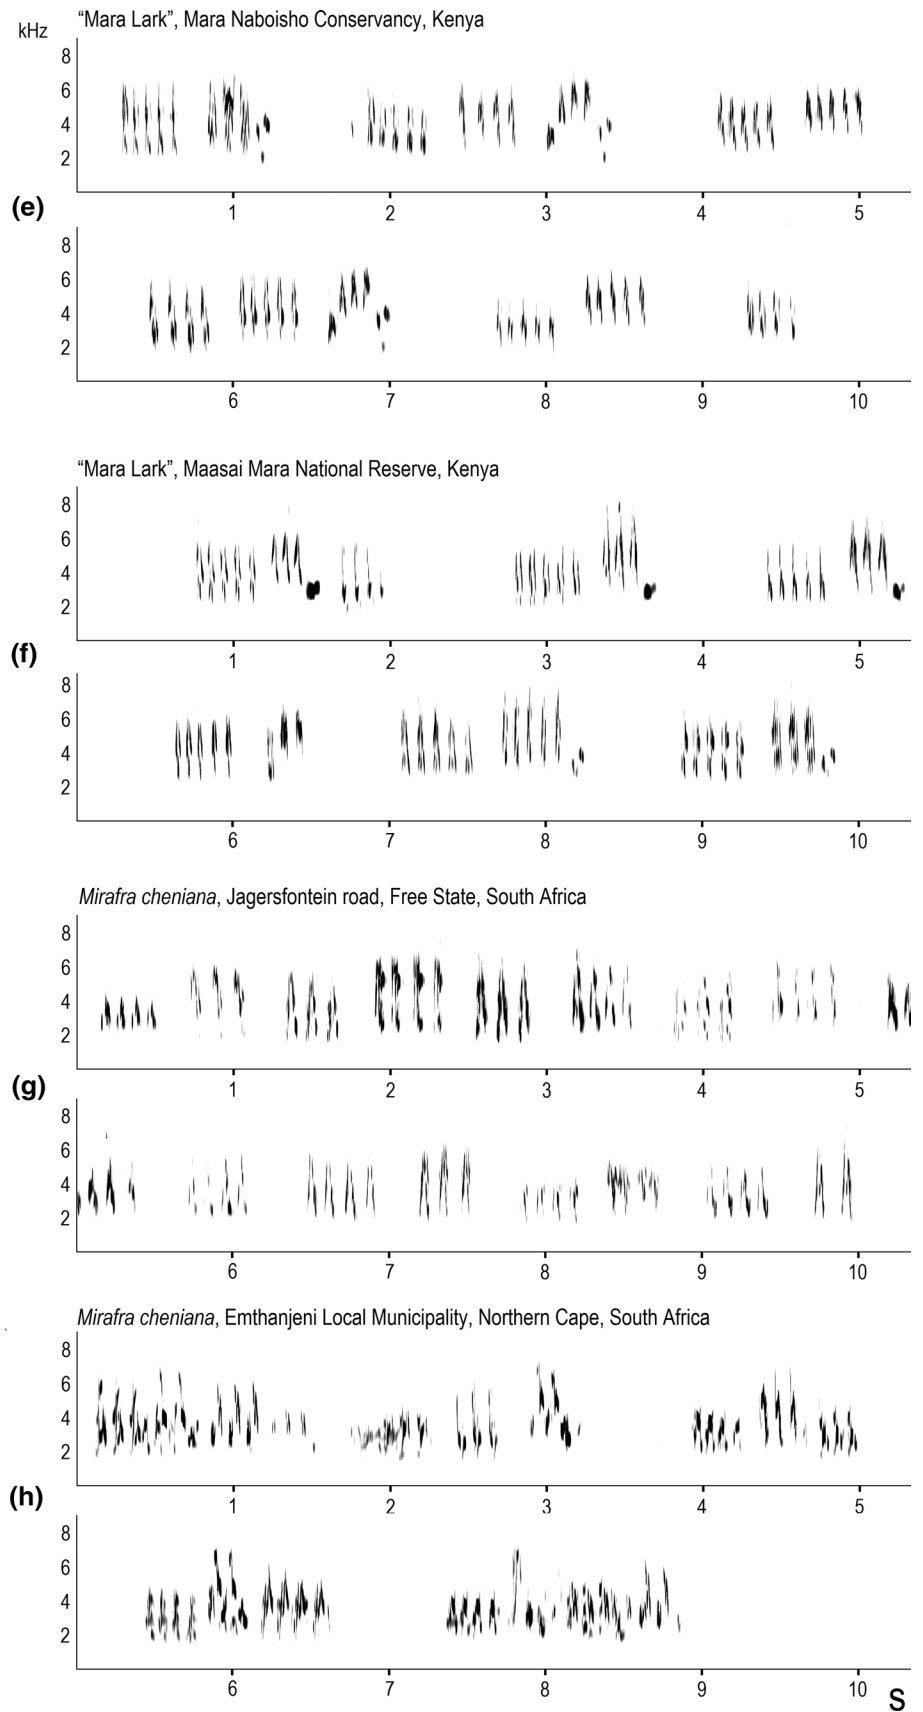 “Mara Lark”, Mara Naboisho Conservancy, Kenya
kHz
8
6
4
2
(e)
1 2 3 4 5
8
6
4
2
6 7 8 9 10
“Mara Lark”, Maasai Mara National Reserve, Kenya
8
6
4
2
(f)
1 2 3 4 5
8
6
4
2
6 7 8 9 10
Mirafra cheniana, Jagersfontein road, Free State, South Africa
8
6
4
2
(g)
1 2 3 4 5
8
6
4
2
6 7 8 9 10
Mirafra cheniana, Emthanjeni Local Municipality, Northern Cape, South Africa
8
6
4
2
(h)
1 2 3 4 5
8
6
4
2
6 7 8 9 10 S